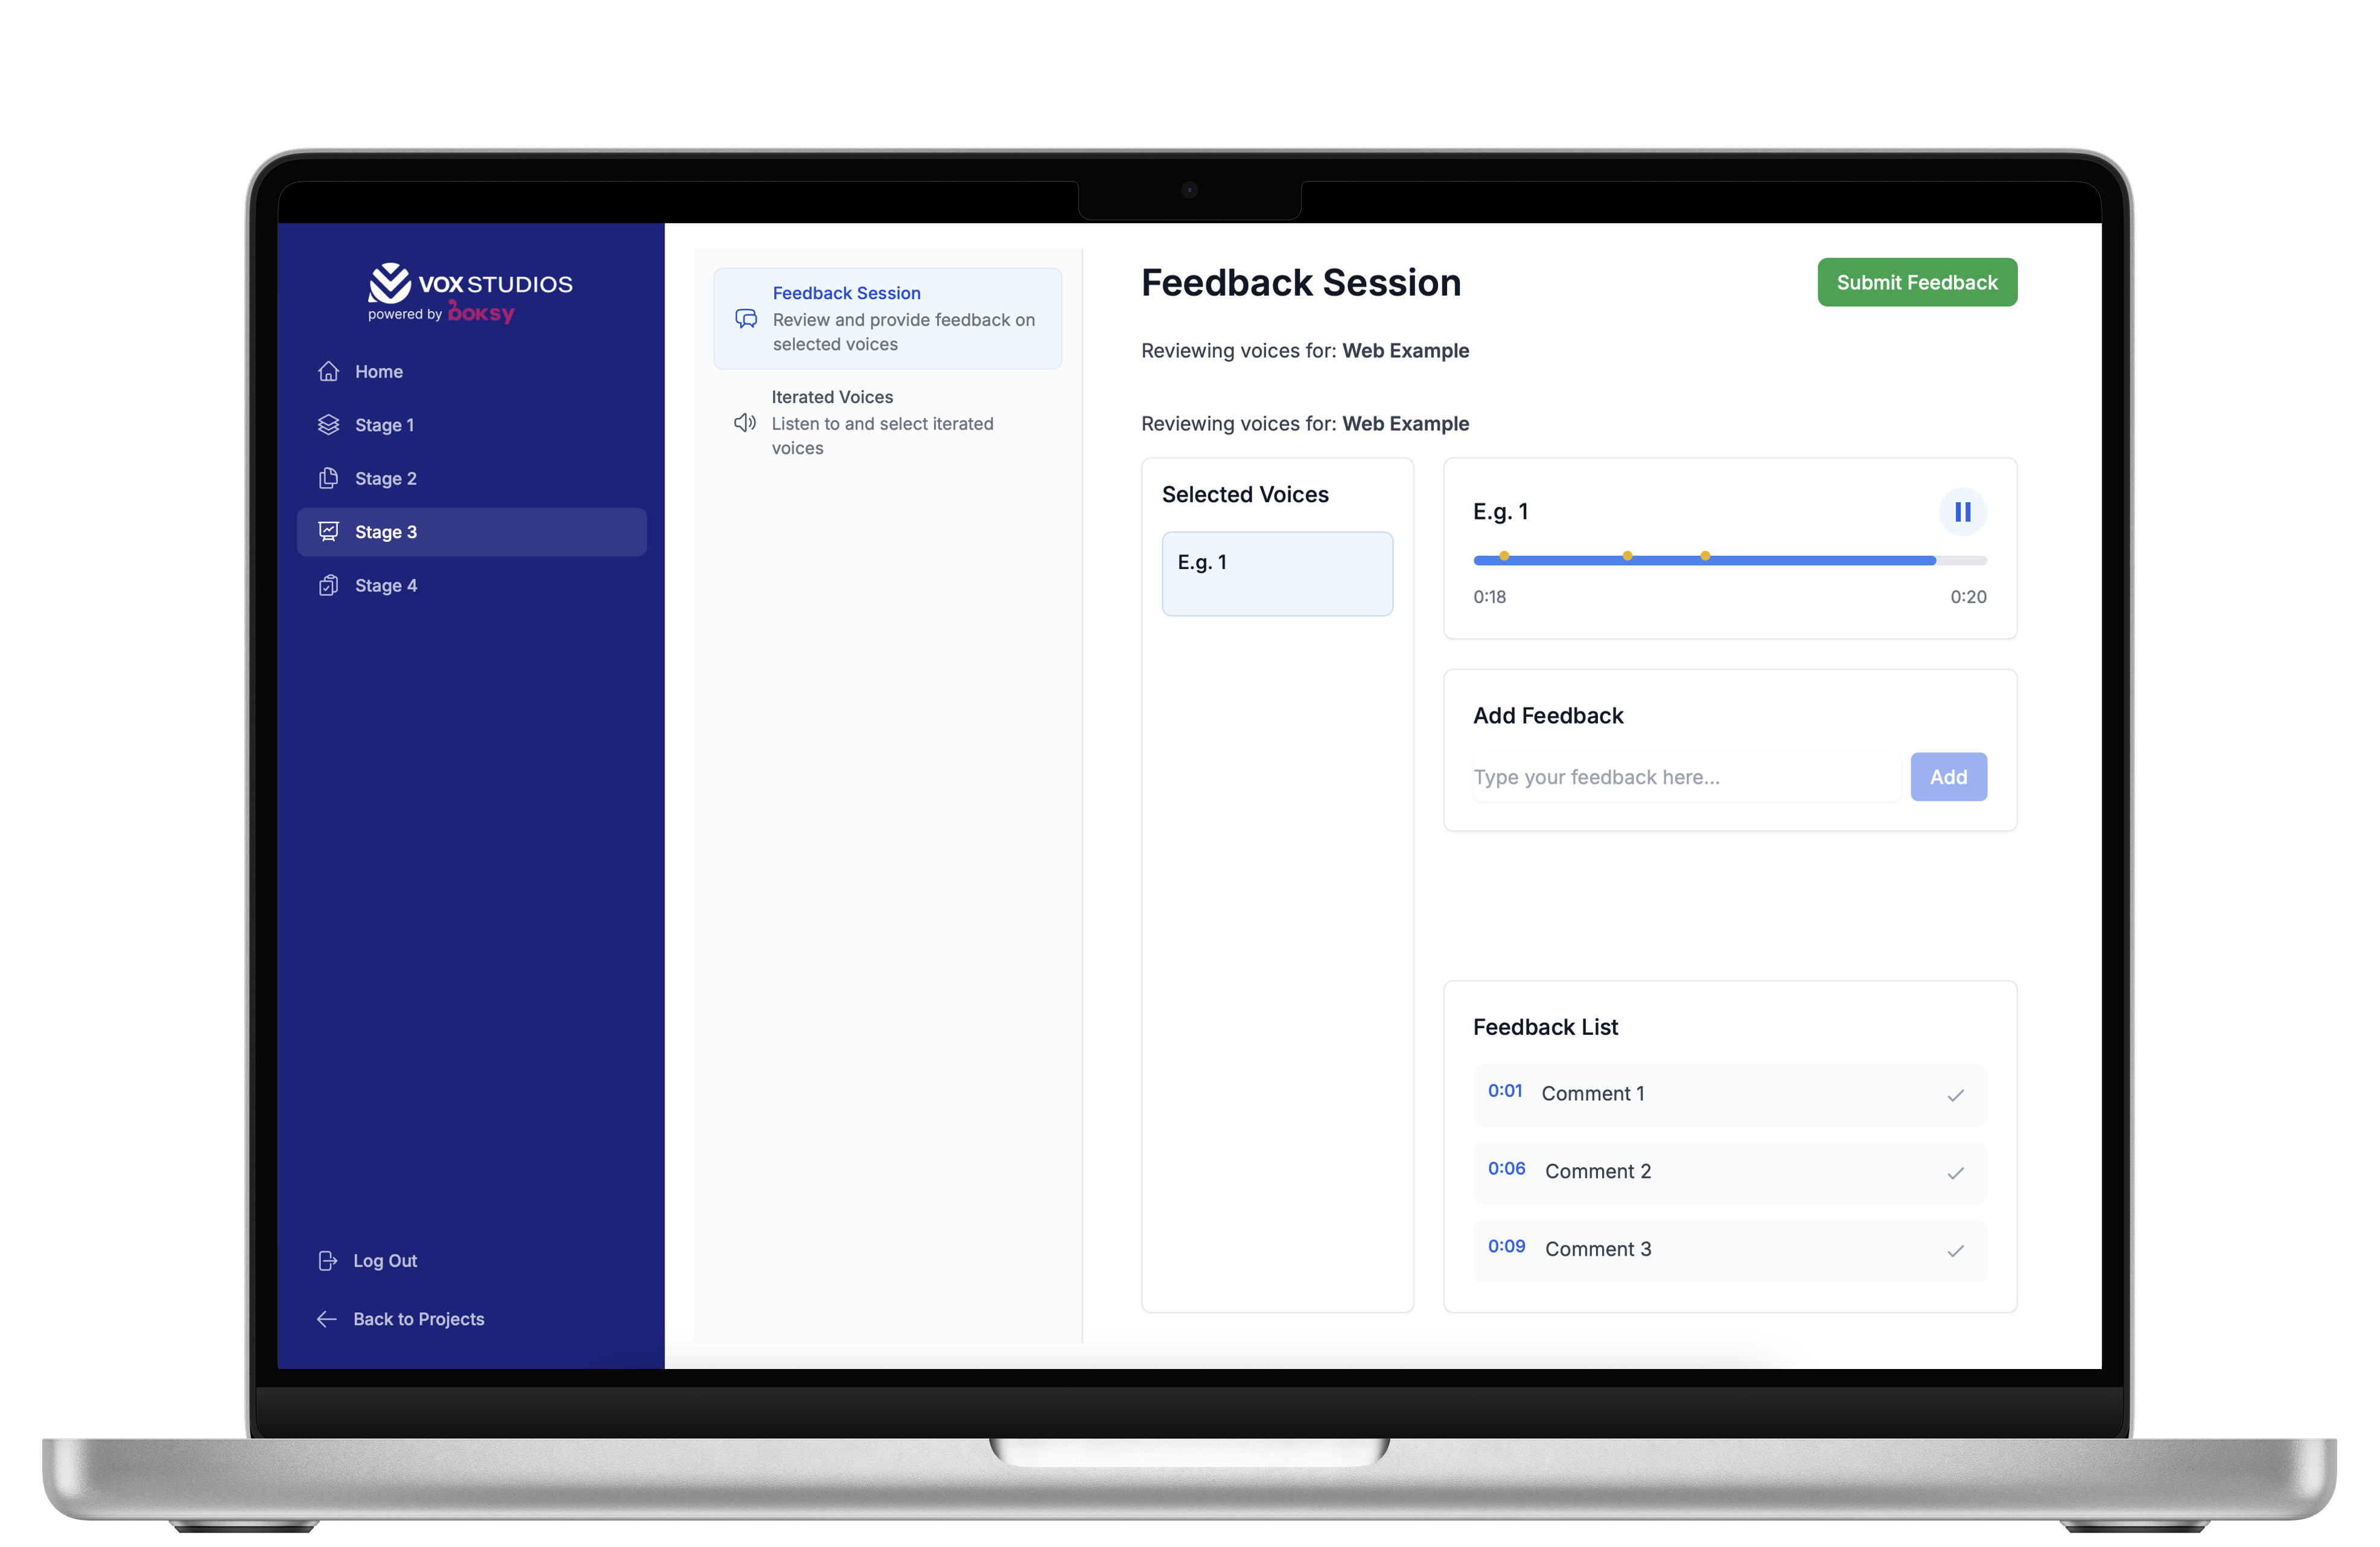 VOX STUDIOS
powered by boksy
Home
Stage 1
Stage 2
Stage 3
Stage 4
Log Out
Back to Projects
Feedback Session
Review and provide feedback on
selected voices
Iterated Voices
Listen to and select iterated
voices
Feedback Session
Submit Feedback
Reviewing voices for: Web Example
Reviewing voices for: Web Example
Selected Voices
E.g. 1
E.g. 1
0:18
0:20
Add Feedback
Type your feedback here...
Add
Feedback List
0:01 Comment 1
0:06 Comment 2
0:09 Comment 3